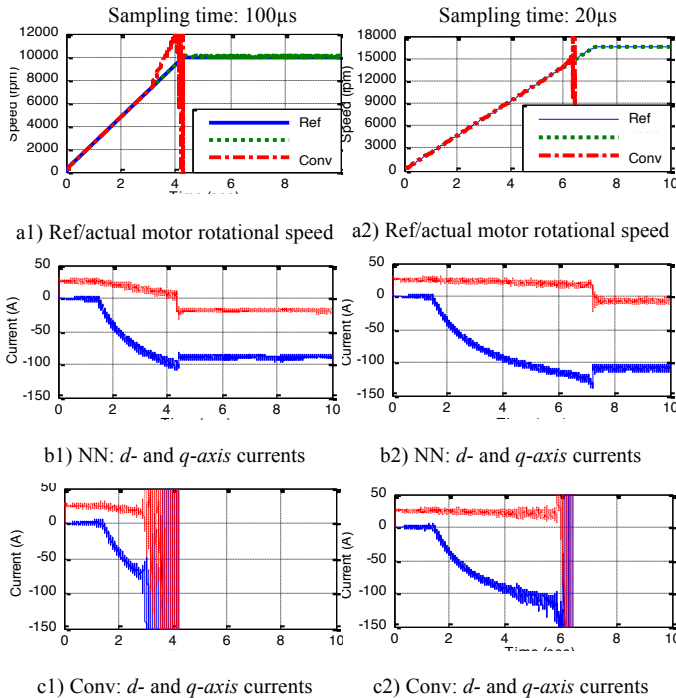 Sampling time: 100µs
Sampling time: 20µs
12000
10000
8000
6000
4000
2000
0
Speed (rpm)
Ref
Conv
0 2 4 6 8 10
18000
15000
12000
9000
6000
3000
0
Speed (rpm)
Ref
Conv
0 2 4 6 8 10
a1) Ref/actual motor rotational speed
a2) Ref/actual motor rotational speed
50
0
-50
-100
-150
Current (A)
0 2 4 6 8 10
50
0
-50
-100
-150
Current (A)
0 2 4 6 8 10
b1) NN: d- and q-axis currents
b2) NN: d- and q-axis currents
50
0
-50
-100
-150
Current (A)
0 2 4 6 8 10
50
0
-50
-100
-150
Current (A)
0 2 4 6 8 10
Time (sec)
c1) Conv: d- and q-axis currents
c2) Conv: d- and q-axis currents